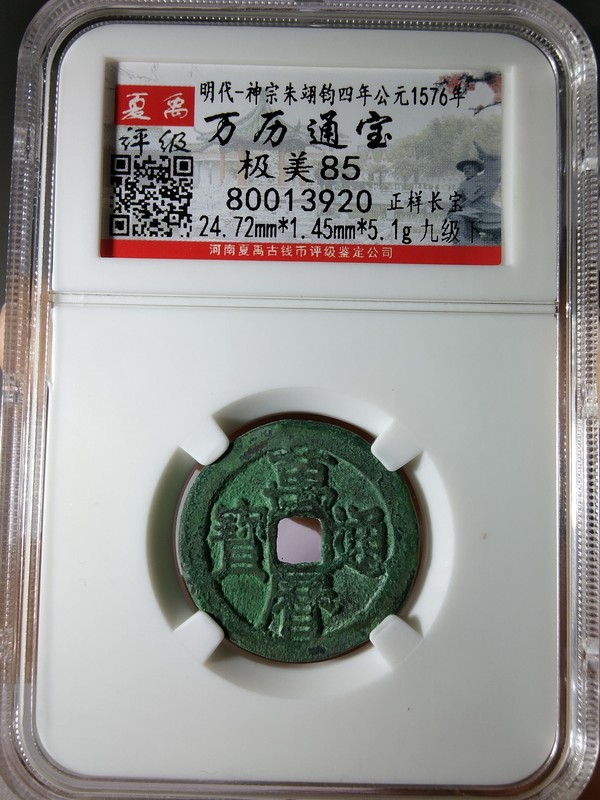 夏禹
评级
明代-神宗朱翊钧四年公元1576年
万历通宝
极美85
80013920 正样长宝
24.72mm*1.45mm*5.1g 九级下
河南夏禹古钱币评级鉴定公司
萬曆通寶